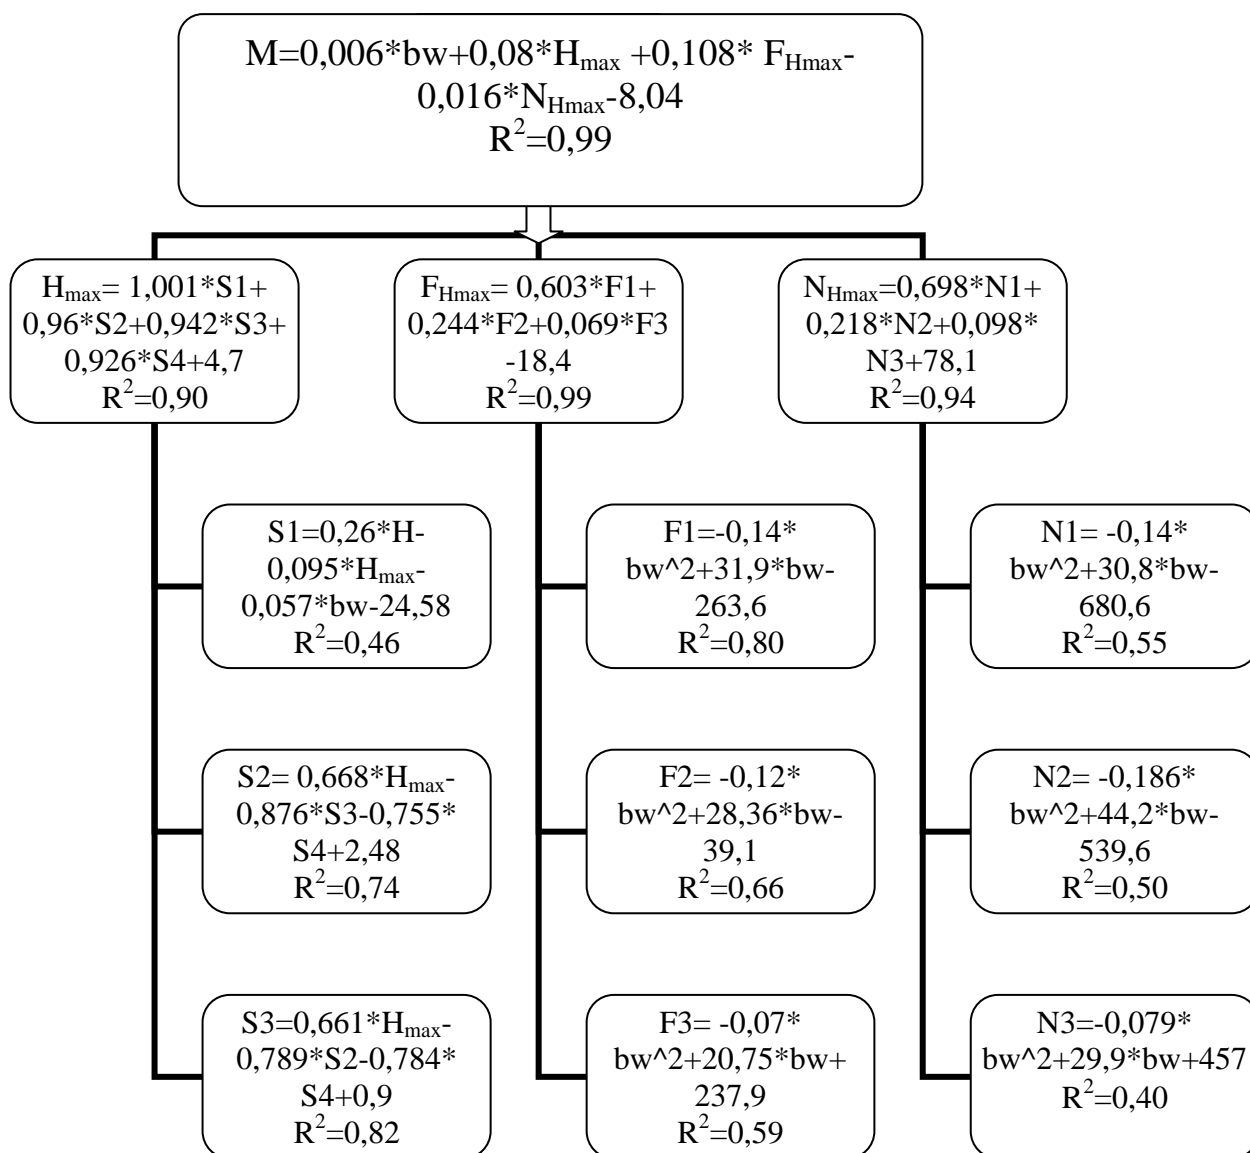 M=0,006*bw+0,08*Hmax +0,108* FHmax-
0,016*NHmax-8,04
R²=0,99
Hmax= 1,001*S1+
0,96*S2+0,942*S3+
0,926*S4+4,7
R²=0,90
FHmax= 0,603*F1+
0,244*F2+0,069*F3
-18,4
R²=0,99
NHmax=0,698*N1+
0,218*N2+0,098*
N3+78,1
R²=0,94
S1=0,26*H-
0,095*Hmax-
0,057*bw-24,58
R²=0,46
F1=-0,14*
bw^2+31,9*bw-
263,6
R²=0,80
N1= -0,14*
bw^2+30,8*bw-
680,6
R²=0,55
S2= 0,668*Hmax-
0,876*S3-0,755*
S4+2,48
R²=0,74
F2= -0,12*
bw^2+28,36*bw-
39,1
R²=0,66
N2= -0,186*
bw^2+44,2*bw-
539,6
R²=0,50
S3=0,661*Hmax-
0,789*S2-0,784*
S4+0,9
R²=0,82
F3= -0,07*
bw^2+20,75*bw+
237,9
R²=0,59
N3=-0,079*
bw^2+29,9*bw+457
R²=0,40